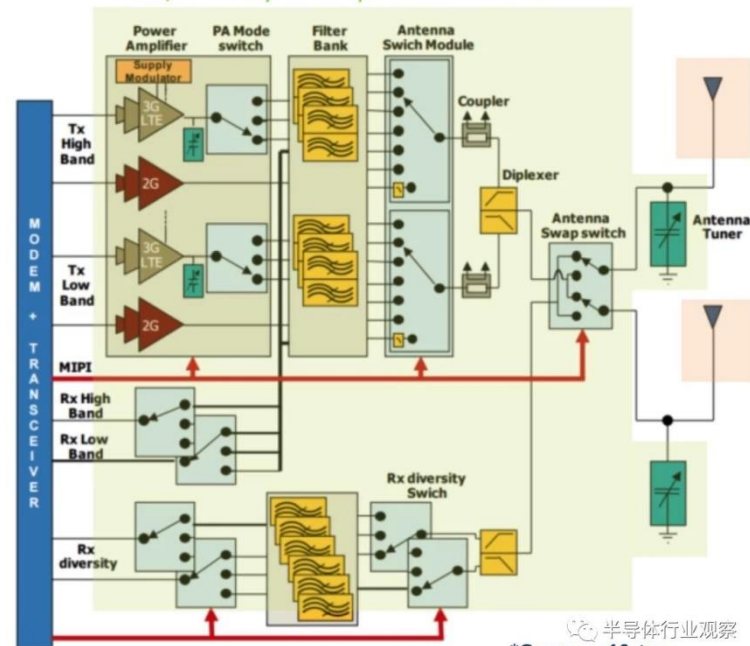 Power
Amplifier
PA Mode
switch
Filter
Bank
Antenna
Swich Module
Supply
Modulator
3G
LTE
Coupler
Tx
High
Band
2G
Diplexer
Antenna
Swap switch
Antenna
Tuner
3G
LTE
Tx
Low
Band
2G
MODEM + TRANSCEIVER
MIPI
Rx High
Band
Rx Low
Band
Rx diversity
Swich
Rx
diversity
半导体行业观察